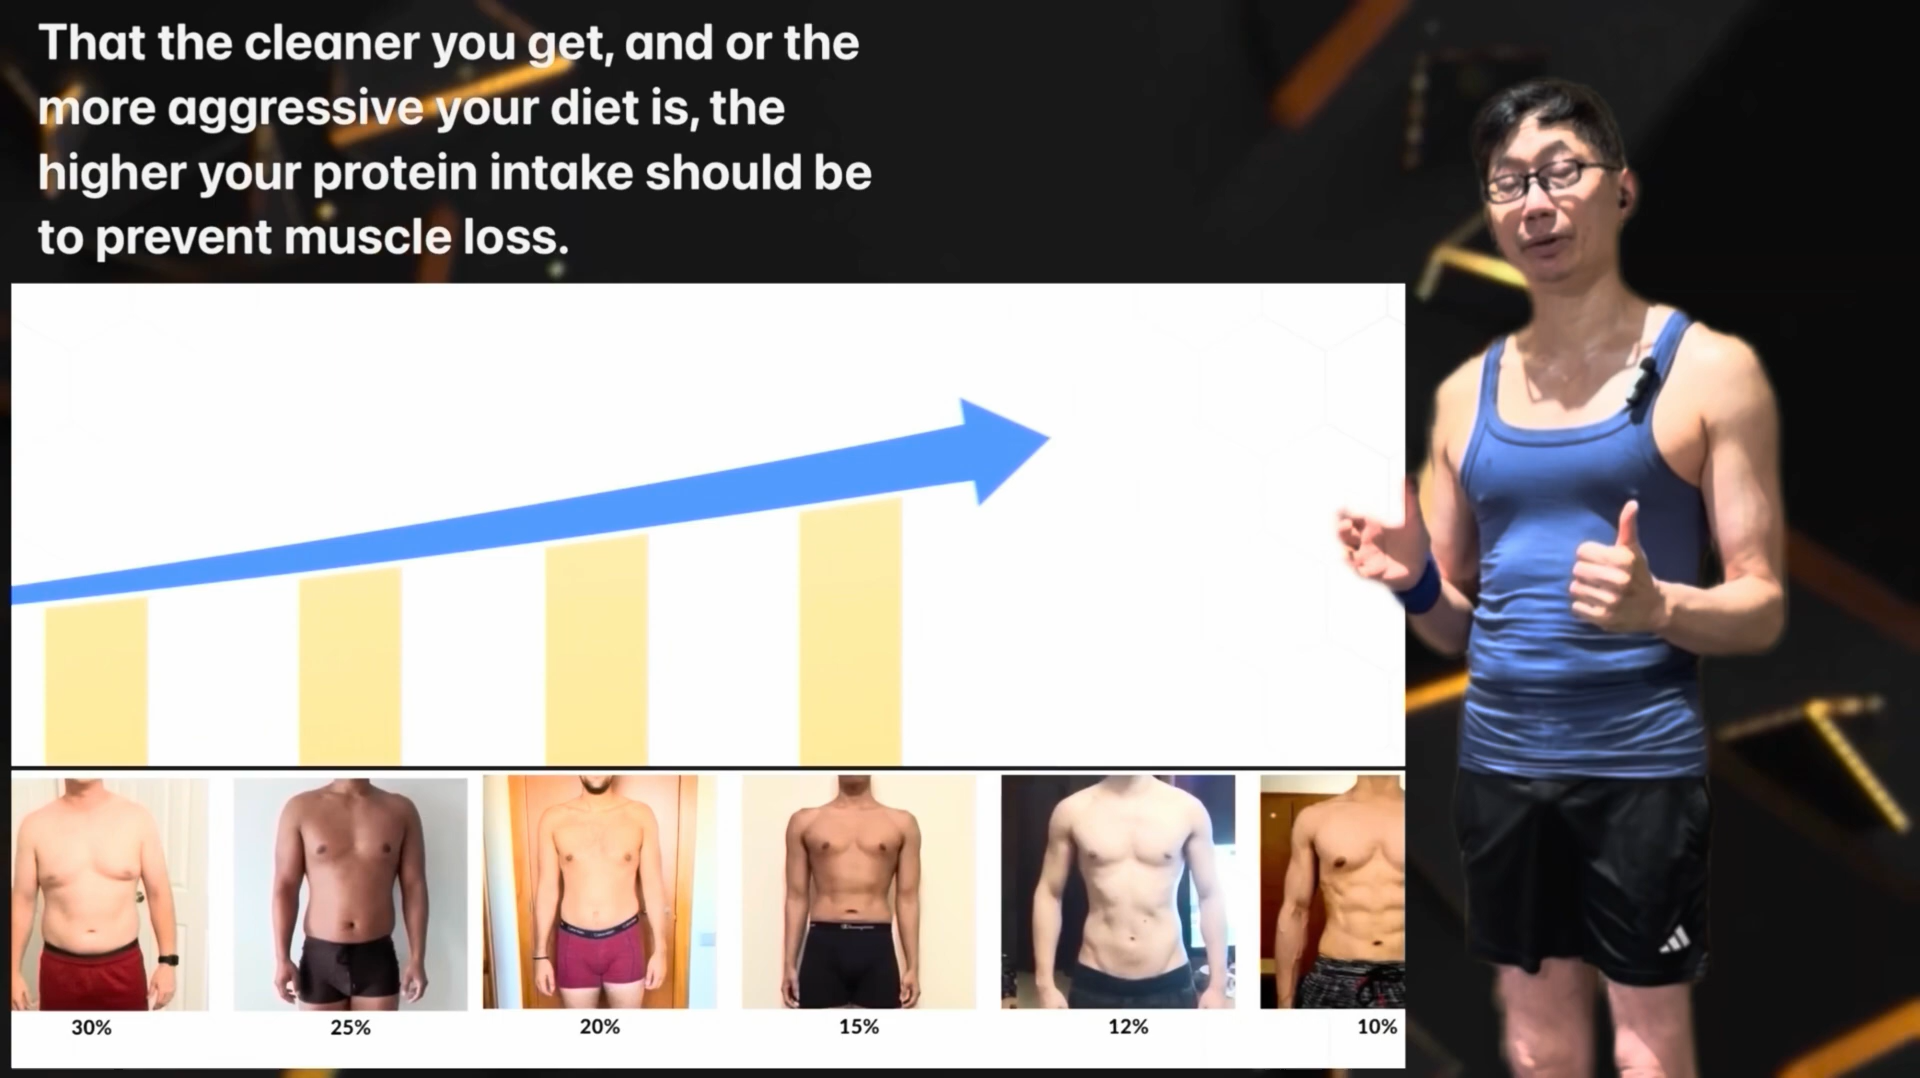 That the cleaner you get, and or the
more aggressive your diet is, the
higher your protein intake should be
to prevent muscle loss.
30%
25%
20%
15%
12%
10%